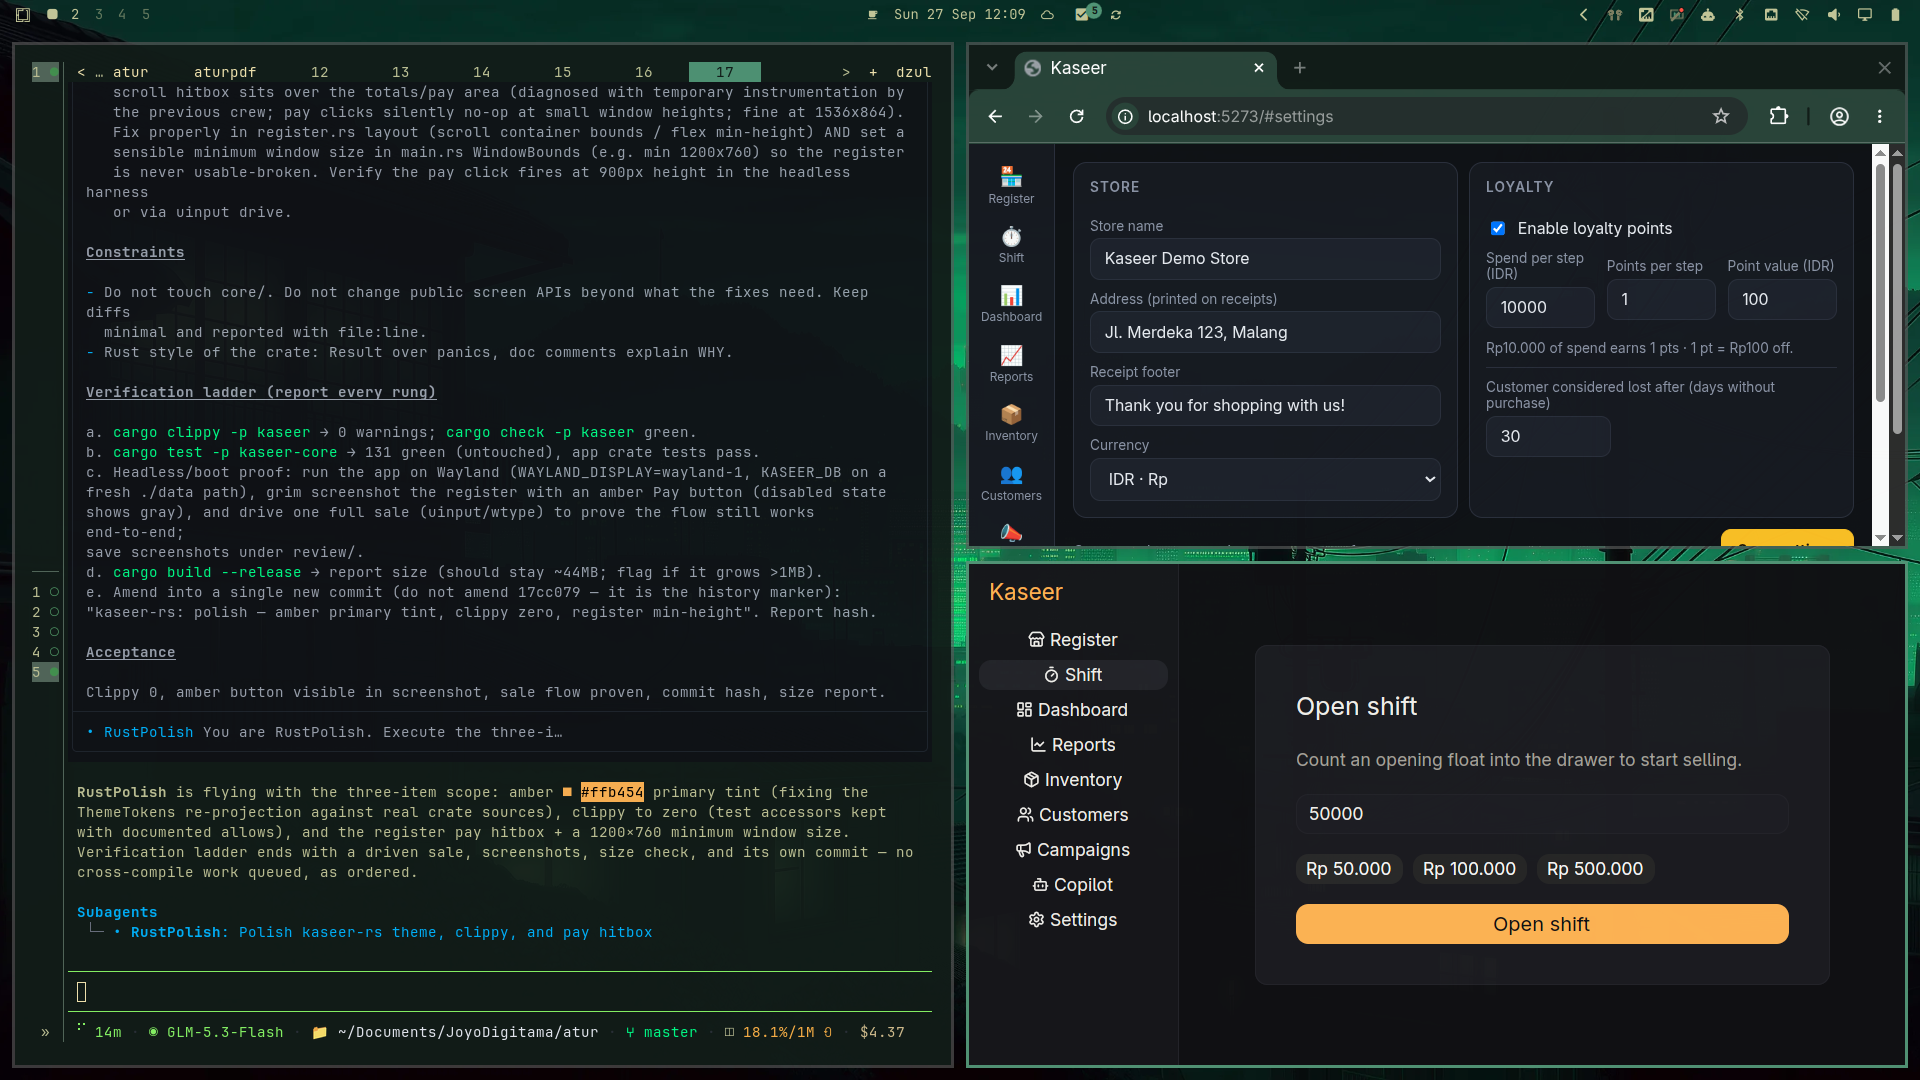 2 3 4 5
Sun 27 Sep 12:09
5
1
< … atur aturpdf 12 13 14 15 16 17 > + dzul
scroll hitbox sits over the totals/pay area (diagnosed with temporary instrumentation by
the previous crew; pay clicks silently no-op at small window heights; fine at 1536x864).
Fix properly in register.rs layout (scroll container bounds / flex min-height) AND set a
sensible minimum window size in main.rs WindowBounds (e.g. min 1200x760) so the register
is never usable-broken. Verify the pay click fires at 900px height in the headless
harness
or via uinput drive.
Constraints
- Do not touch core/. Do not change public screen APIs beyond what the fixes need. Keep
diffs
minimal and reported with file:line.
- Rust style of the crate: Result over panics, doc comments explain WHY.
Verification ladder (report every rung)
a. cargo clippy -p kaseer → 0 warnings; cargo check -p kaseer green.
b. cargo test -p kaseer-core → 131 green (untouched), app crate tests pass.
c. Headless/boot proof: run the app on Wayland (WAYLAND_DISPLAY=wayland-1, KASEER_DB on a
fresh ./data path), grim screenshot the register with an amber Pay button (disabled state
shows gray), and drive one full sale (uinput/wtype) to prove the flow still works
end-to-end;
save screenshots under review/.
d. cargo build --release → report size (should stay ~44MB; flag if it grows >1MB).
e. Amend into a single new commit (do not amend 17cc079 — it is the history marker):
"kaseer-rs: polish — amber primary tint, clippy zero, register min-height". Report hash.
Acceptance
Clippy 0, amber button visible in screenshot, sale flow proven, commit hash, size report.
• RustPolish You are RustPolish. Execute the three-i…
1
2
3
4
5
RustPolish is flying with the three-item scope: amber ■ #ffb454 primary tint (fixing the
ThemeTokens re-projection against real crate sources), clippy to zero (test accessors kept
with documented allows), and the register pay hitbox + a 1200×760 minimum window size.
Verification ladder ends with a driven sale, screenshots, size check, and its own commit — no
cross-compile work queued, as ordered.
Subagents
└─ • RustPolish: Polish kaseer-rs theme, clippy, and pay hitbox
» 14m · GLM-5.3-Flash · ~/Documents/JoyoDigitama/atur · master · 18.1%/1M · $4.37
Kaseer
localhost:5273/#settings
Register
Shift
Dashboard
Reports
Inventory
Customers
STORE
Store name
Kaseer Demo Store
Address (printed on receipts)
Jl. Merdeka 123, Malang
Receipt footer
Thank you for shopping with us!
Currency
IDR · Rp
LOYALTY
Enable loyalty points
Spend per step (IDR)
10000
Points per step
1
Point value (IDR)
100
Rp10.000 of spend earns 1 pts · 1 pt = Rp100 off.
Customer considered lost after (days without
purchase)
30
Kaseer
Register
Shift
Dashboard
Reports
Inventory
Customers
Campaigns
Copilot
Settings
Open shift
Count an opening float into the drawer to start selling.
50000
Rp 50.000 Rp 100.000 Rp 500.000
Open shift